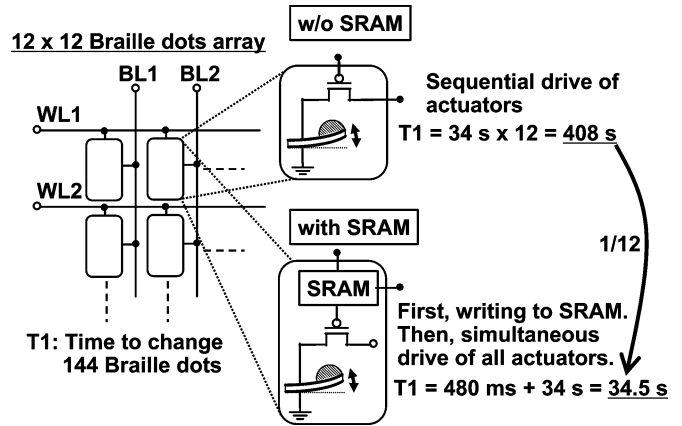 12 x 12 Braille dots array
BL1 BL2
WL1
WL2
T1: Time to change
144 Braille dots
w/o SRAM
Sequential drive of
actuators
T1 = 34 s x 12 = 408 s
1/12
with SRAM
SRAM
First, writing to SRAM.
Then, simultaneous
drive of all actuators.
T1 = 480 ms + 34 s = 34.5 s